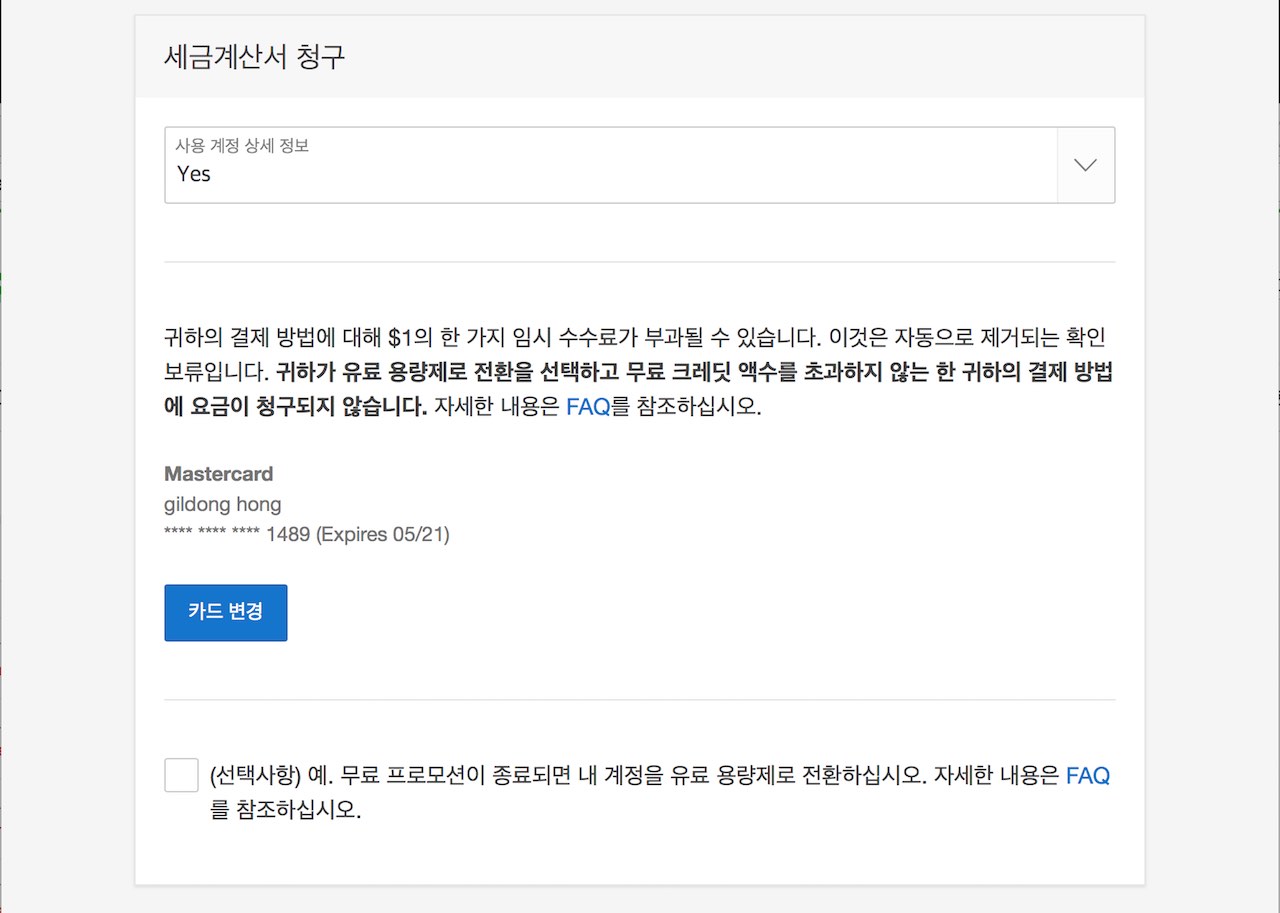 세금계산서 청구
사용 계정 상세 정보
Yes
귀하의 결제 방법에 대해 $1의 한 가지 임시 수수료가 부과될 수 있습니다. 이것은 자동으로 제거되는 확인
보류입니다. 귀하가 유료 용량제로 전환을 선택하고 무료 크레딧 액수를 초과하지 않는 한 귀하의 결제 방법
에 요금이 청구되지 않습니다. 자세한 내용은 FAQ를 참조하십시오.
Mastercard
gildong hong
**** **** **** 1489 (Expires 05/21)
카드 변경
(선택사항) 예. 무료 프로모션이 종료되면 내 계정을 유료 용량제로 전환하십시오. 자세한 내용은 FAQ
를 참조하십시오.